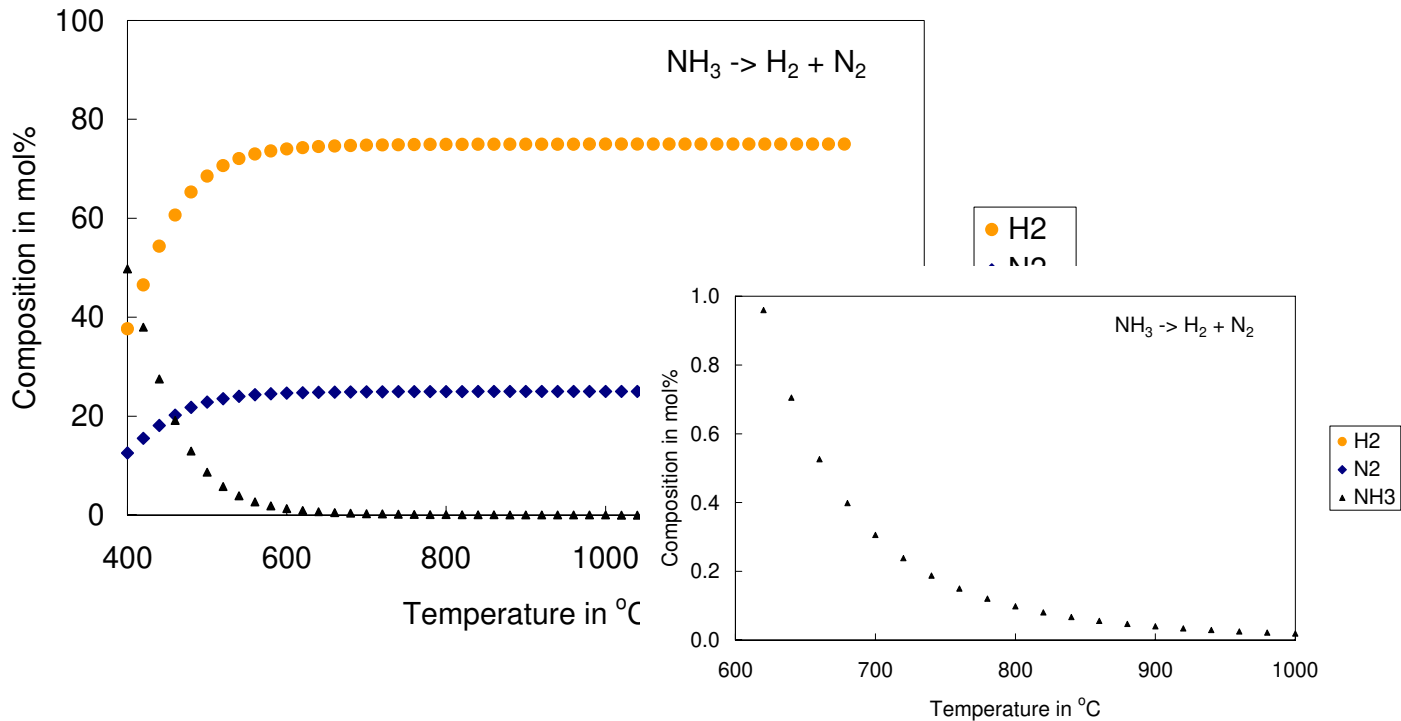 100
80
60
40
20
0
Composition in mol%
NH₃ -> H₂ + N₂
400
600
800
1000
Temperature in °C
H2
N2
1.0
0.8
0.6
0.4
0.2
0.0
Composition in mol%
NH₃ -> H₂ + N₂
600
700
800
900
1000
Temperature in °C
H2
N2
NH3